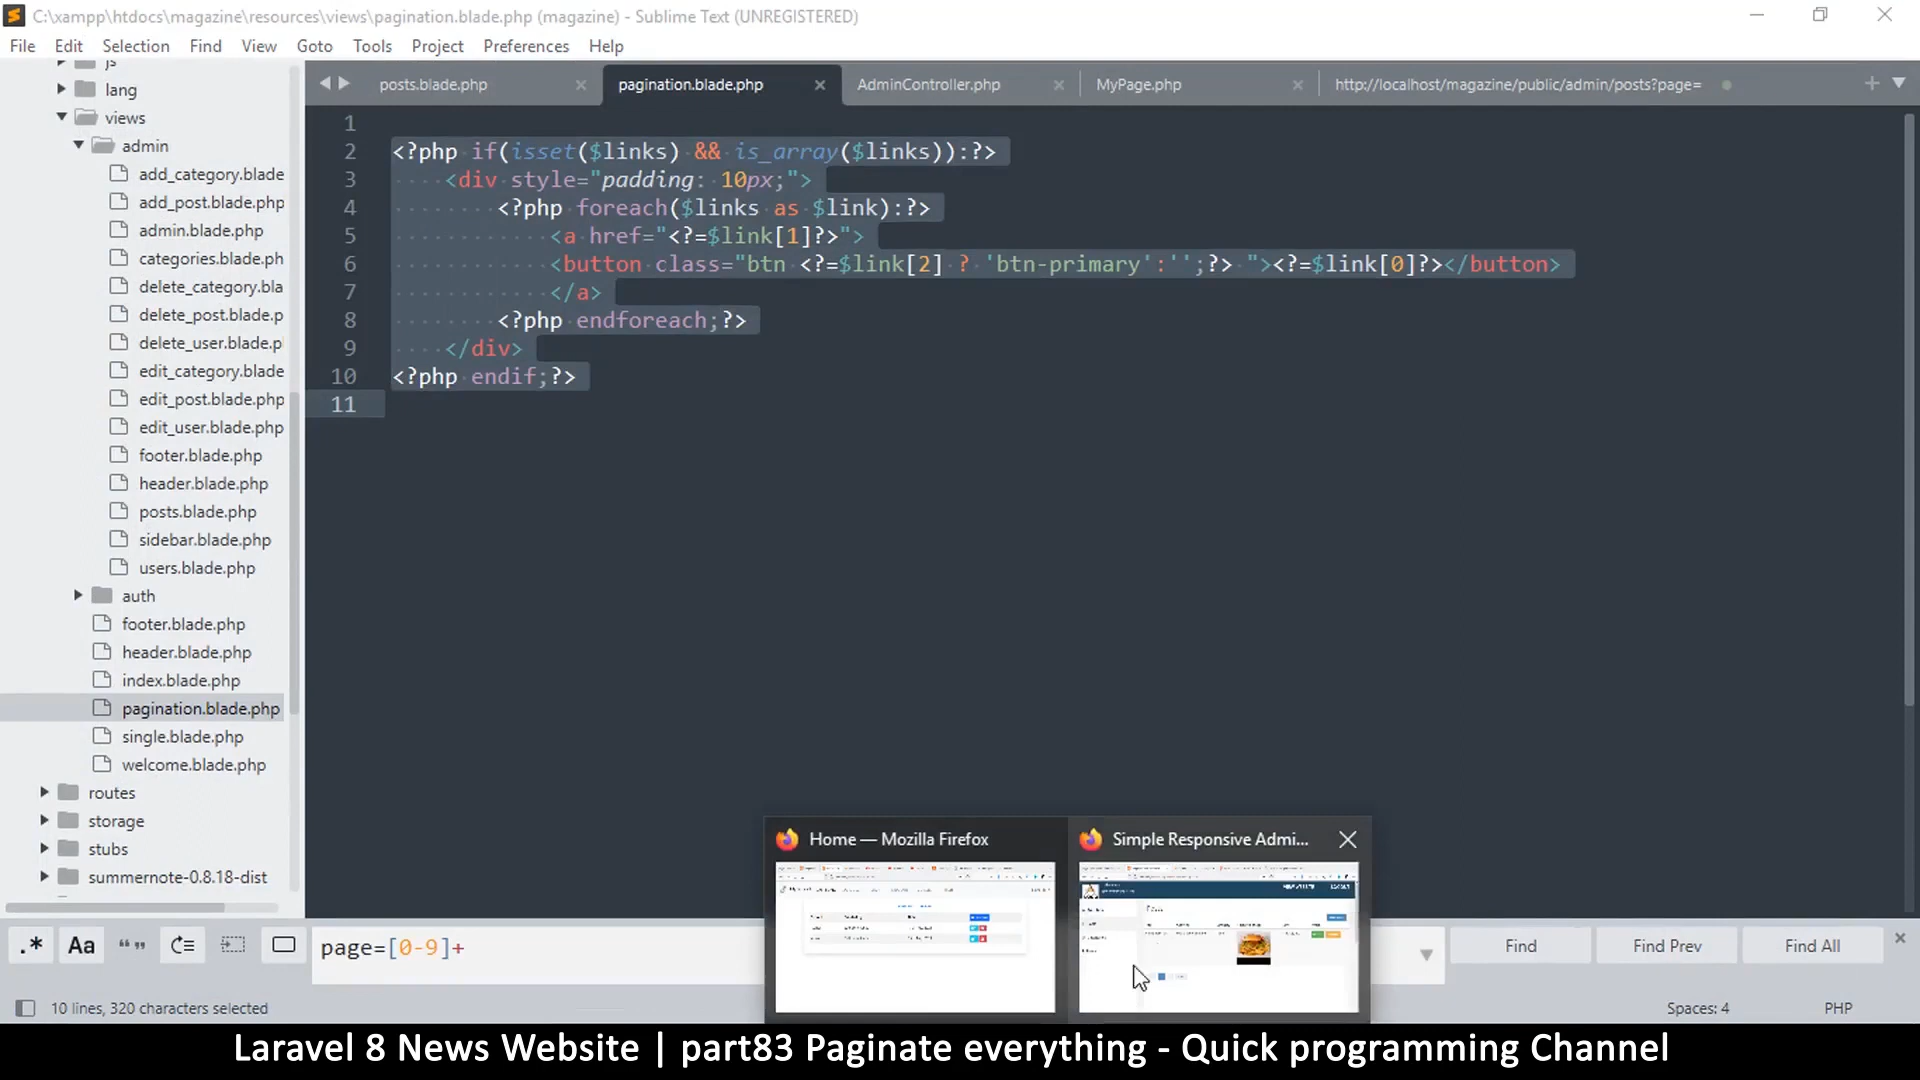 C:\xampp\htdocs\magazine\resources\views\pagination.blade.php (magazine) - Sublime Text (UNREGISTERED)
File Edit Selection Find View Goto Tools Project Preferences Help
js
lang
views
admin
add_category.blade
add_post.blade.php
admin.blade.php
categories.blade.ph
delete_category.bla
delete_post.blade.p
delete_user.blade.p
edit_category.blade
edit_post.blade.php
edit_user.blade.php
footer.blade.php
header.blade.php
posts.blade.php
sidebar.blade.php
users.blade.php
auth
footer.blade.php
header.blade.php
index.blade.php
pagination.blade.php
single.blade.php
welcome.blade.php
routes
storage
stubs
summernote-0.8.18-dist
posts.blade.php pagination.blade.php AdminController.php MyPage.php http://localhost/magazine/public/admin/posts?page=
1
2 <?php if(isset($links) && is_array($links)):?>
3 <div style="padding: 10px;">
4 <?php foreach($links as $link):?>
5 <a href="<?=$link[1]?>">
6 <button class="btn <?=$link[2] ? 'btn-primary':'';?> "><?=$link[0]?></button>
7 </a>
8 <?php endforeach;?>
9 </div>
10 <?php endif;?>
11
Home — Mozilla Firefox
Simple Responsive Admi...
.* Aa “ ” page=[0-9]+ Find Find Prev Find All
10 lines, 320 characters selected Spaces: 4 PHP
Laravel 8 News Website | part83 Paginate everything - Quick programming Channel